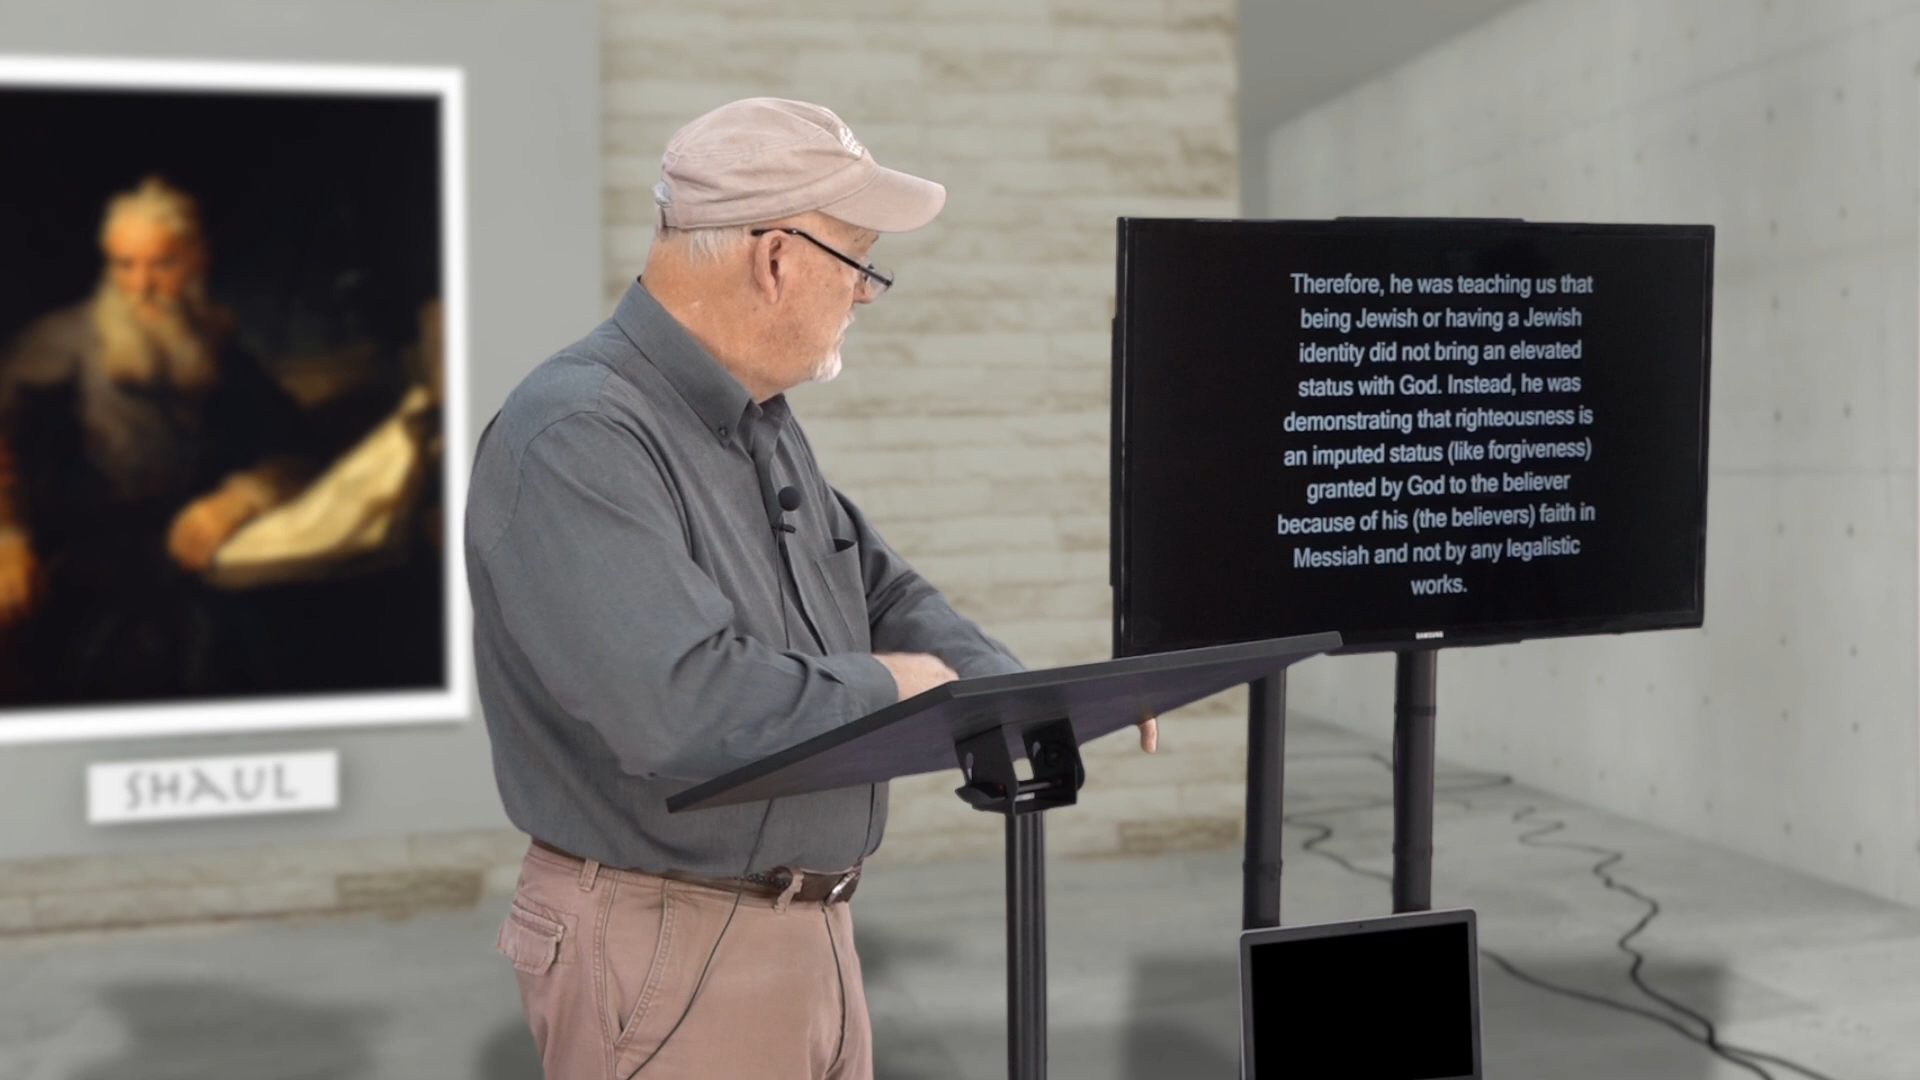 Therefore, he was teaching us that
being Jewish or having a Jewish
identity did not bring an elevated
status with God. Instead, he was
demonstrating that righteousness is
an imputed status (like forgiveness)
granted by God to the believer
because of his (the believers) faith in
Messiah and not by any legalistic
works.
SAMSUNG
SHAUL